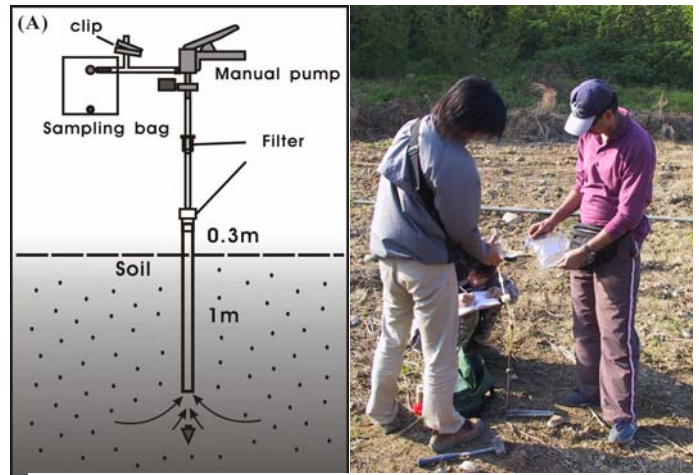 (A)
clip
Manual pump
Sampling bag
Filter
0.3m
Soil
1m